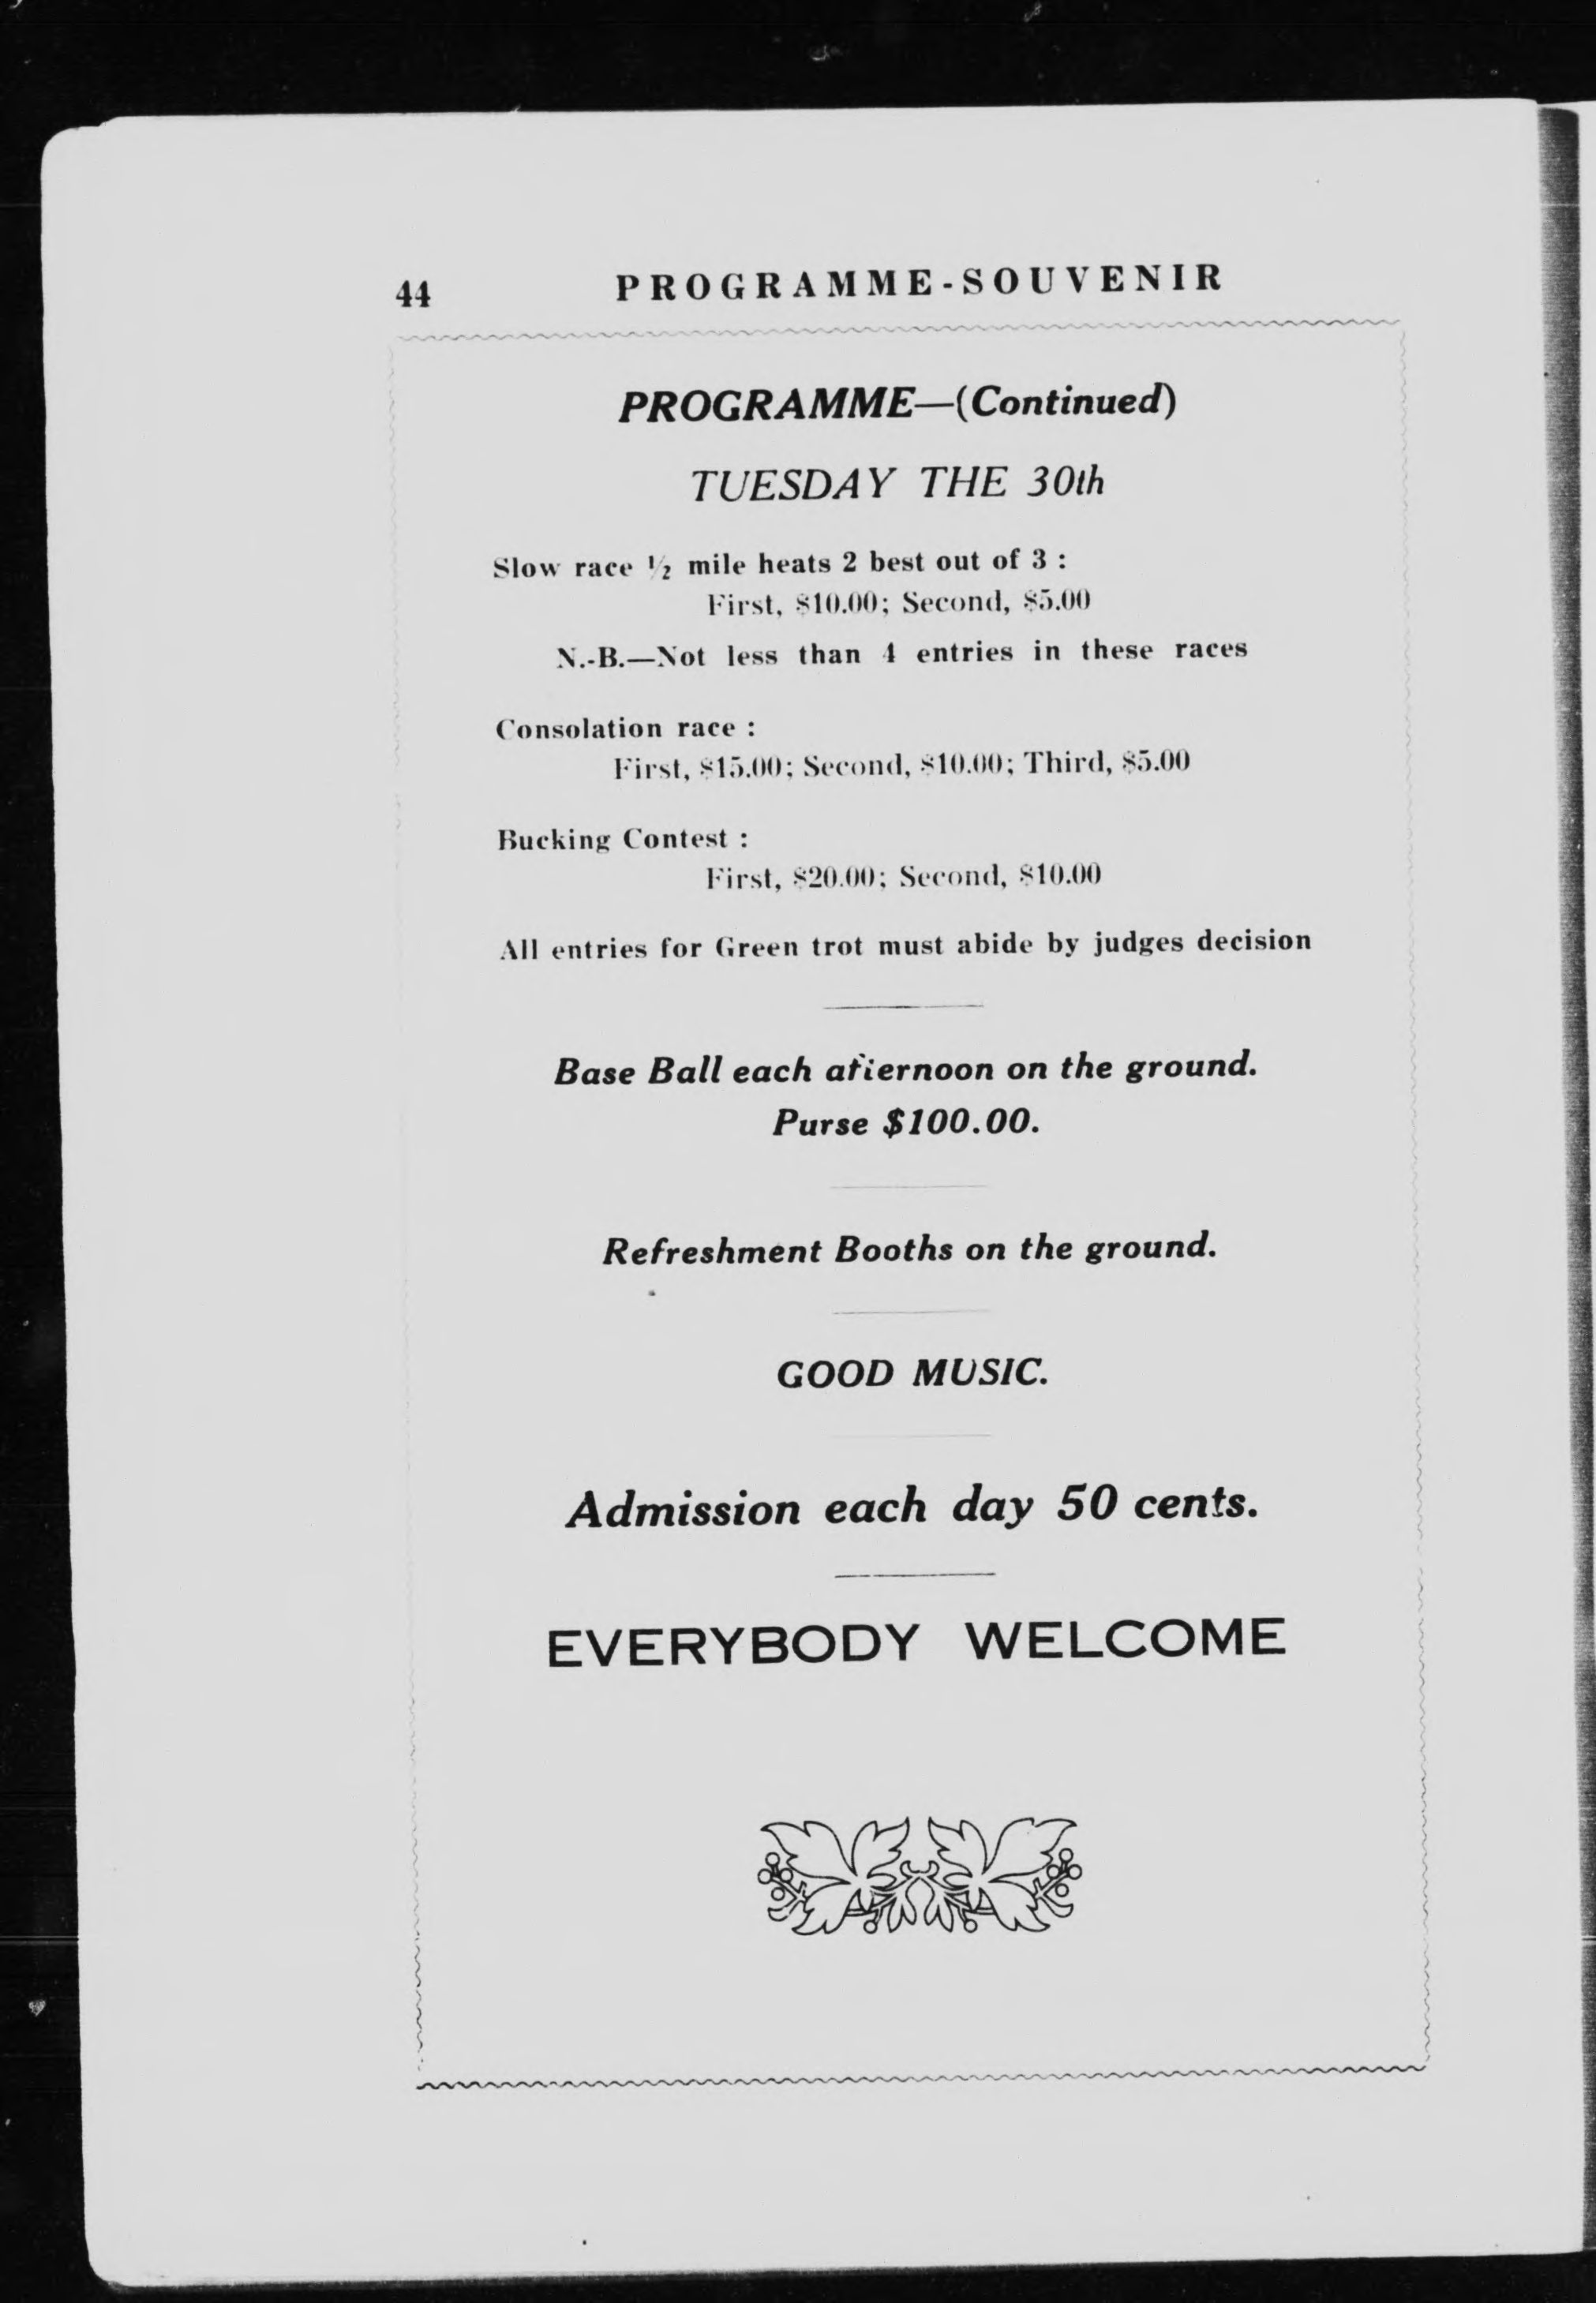 44 PROGRAMME-SOUVENIR
PROGRAMME—(Continued)
TUESDAY THE 30th
Slow race ½ mile heats 2 best out of 3 :
First, $10.00; Second, $5.00
N.-B.—Not less than 4 entries in these races
Consolation race :
First, $15.00; Second, $10.00; Third, $5.00
Bucking Contest :
First, $20.00; Second, $10.00
All entries for Green trot must abide by judges decision
Base Ball each afternoon on the ground.
Purse $100.00.
Refreshment Booths on the ground.
GOOD MUSIC.
Admission each day 50 cents.
EVERYBODY WELCOME